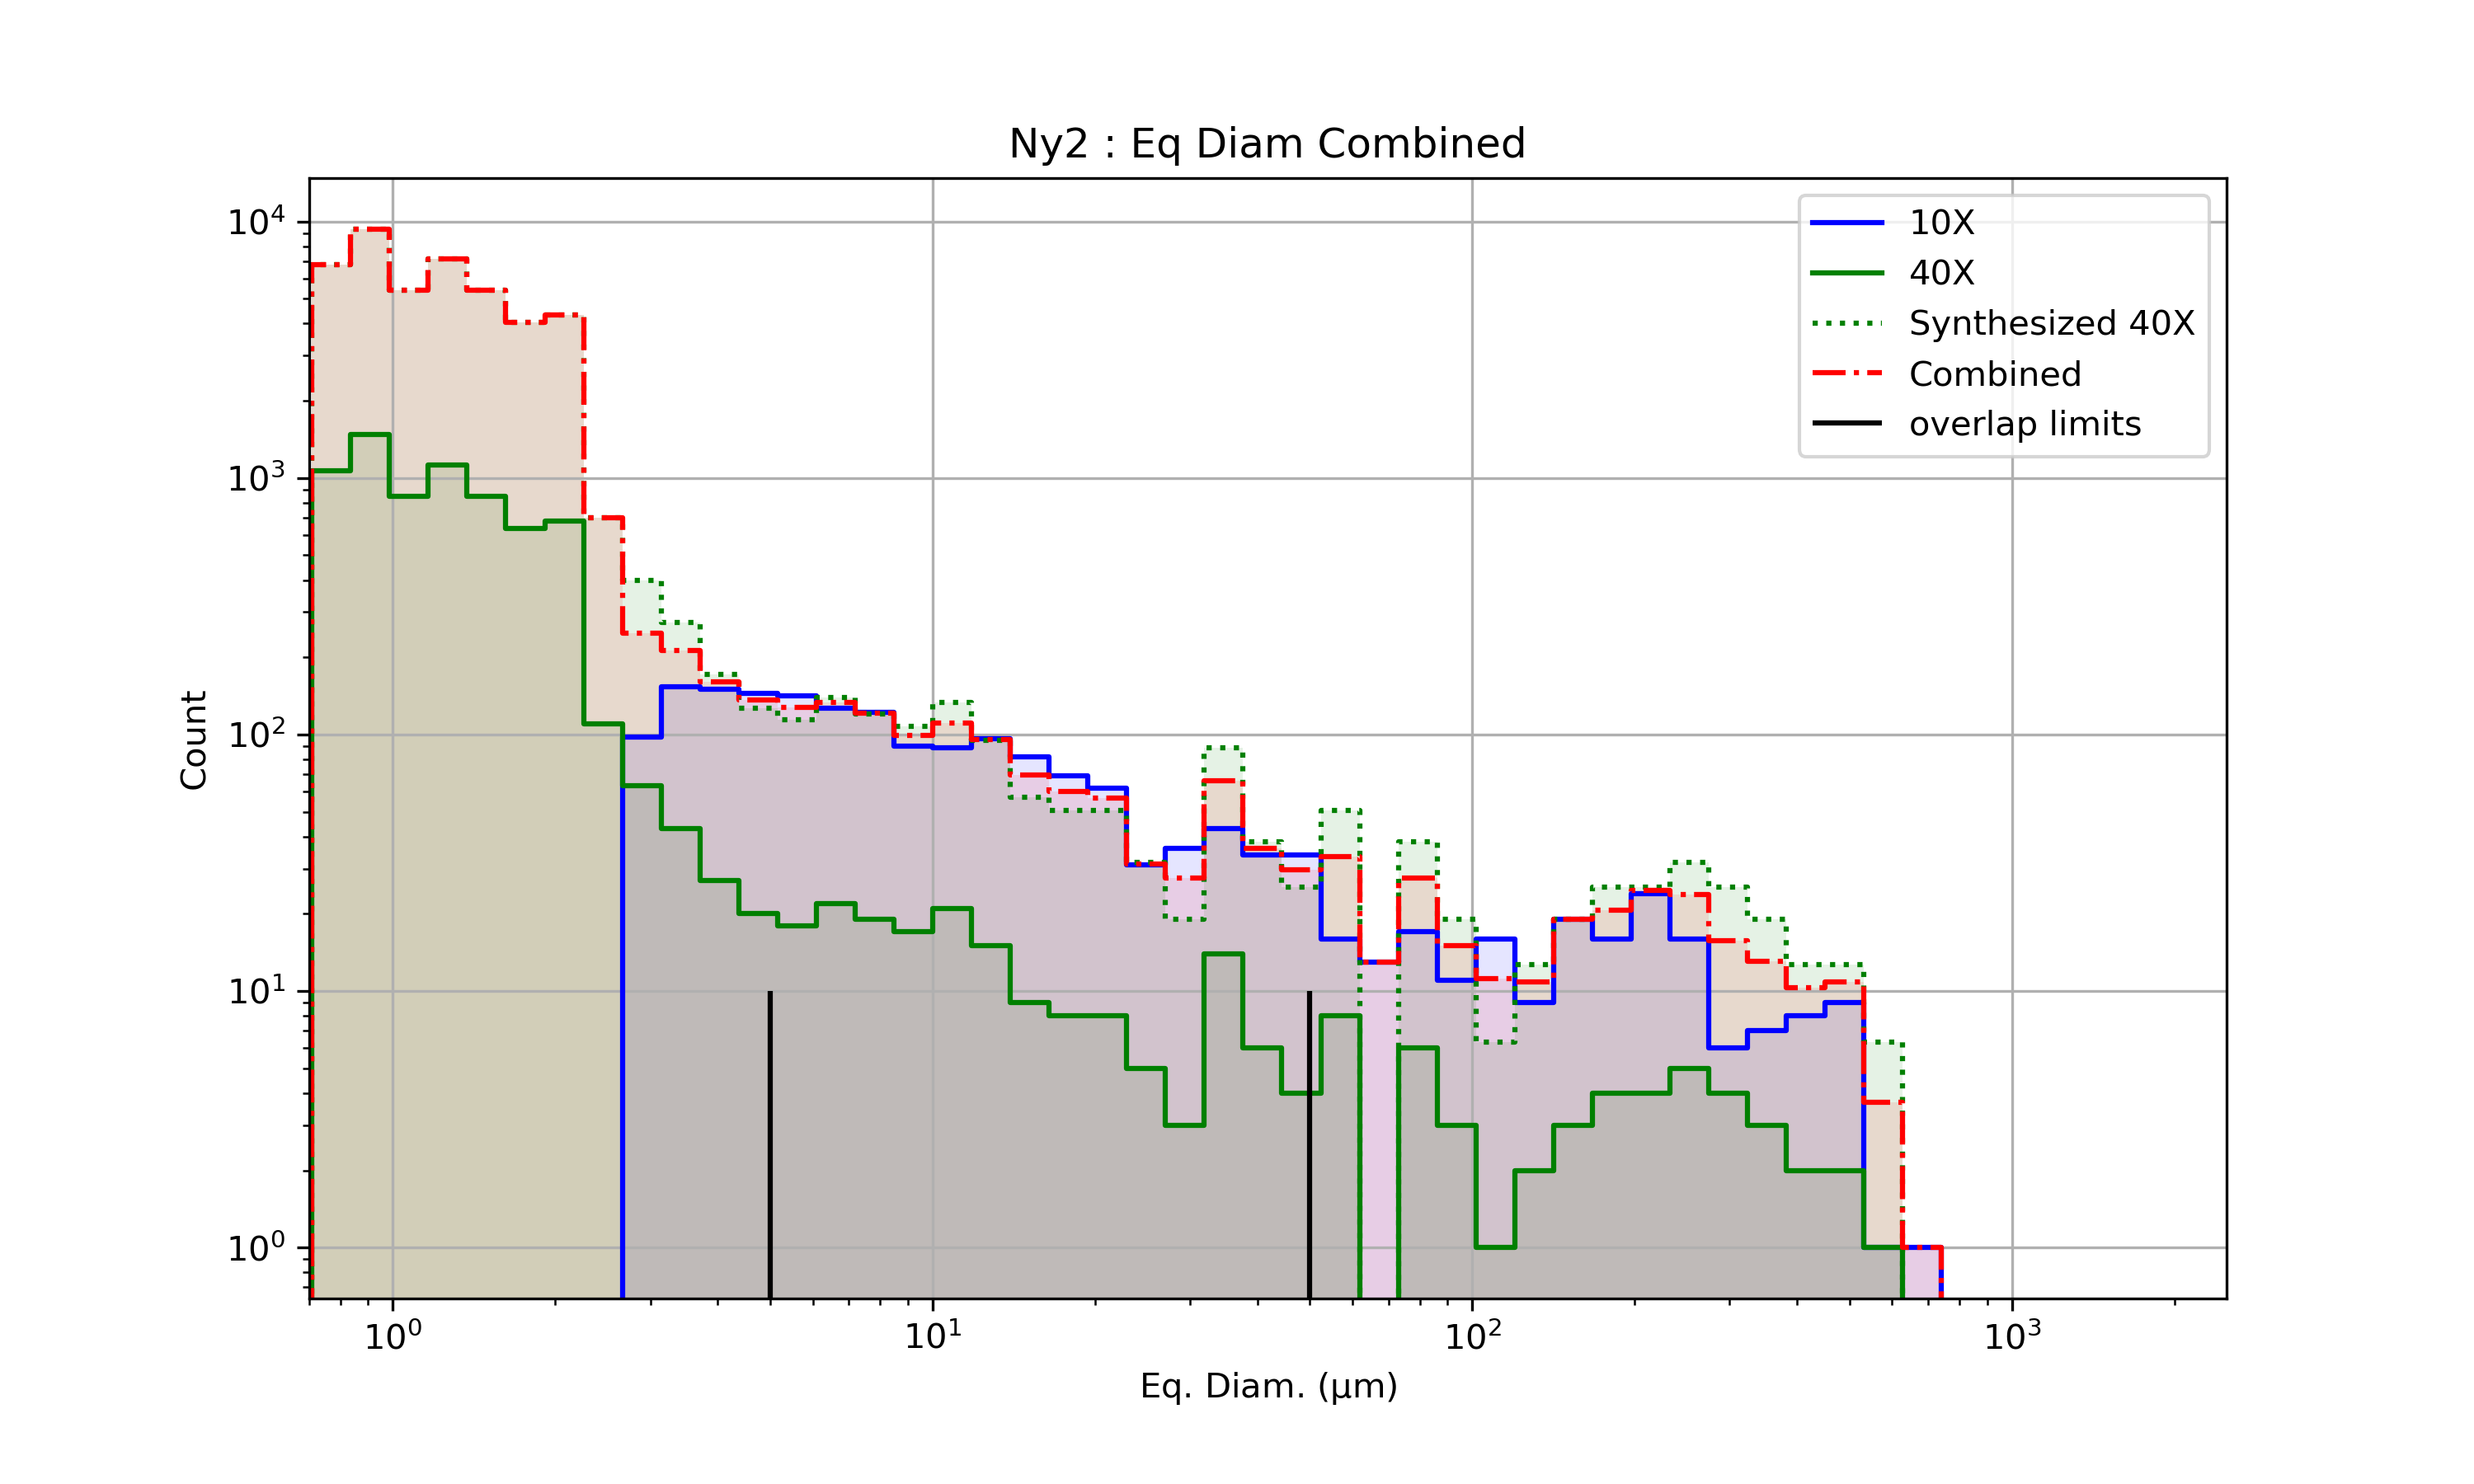 Ny2 : Eq Diam Combined
10X
40X
Synthesized 40X
Combined
overlap limits
10⁴
10³
10²
10¹
10⁰
Count
10⁰ 10¹ 10² 10³
Eq. Diam. (μm)